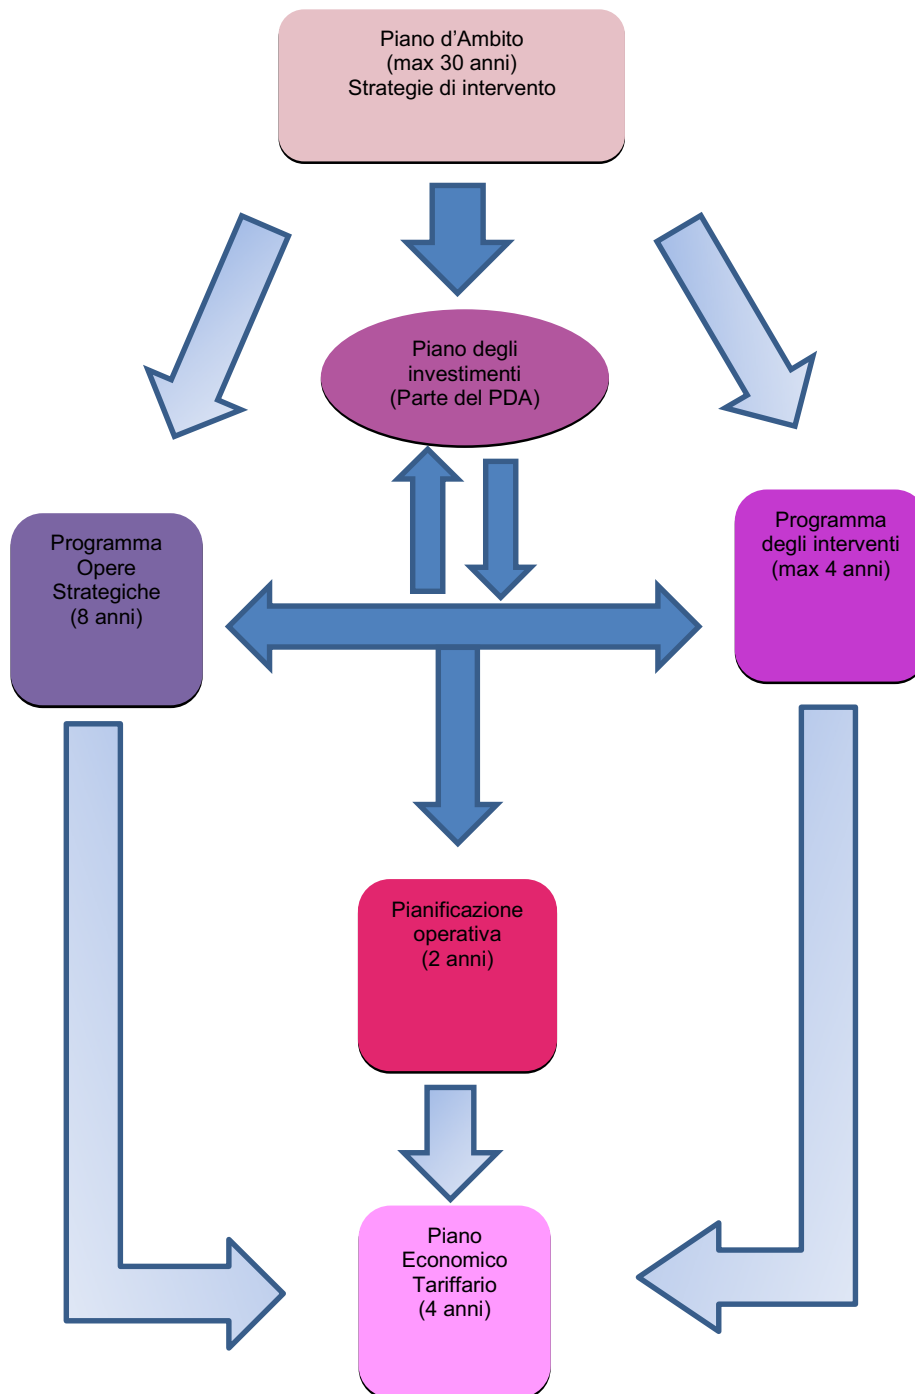 Piano d’Ambito
(max 30 anni)
Strategie di intervento
Piano degli
investimenti
(Parte del PDA)
Programma
Opere
Strategiche
(8 anni)
Programma
degli interventi
(max 4 anni)
Pianificazione
operativa
(2 anni)
Piano
Economico
Tariffario
(4 anni)